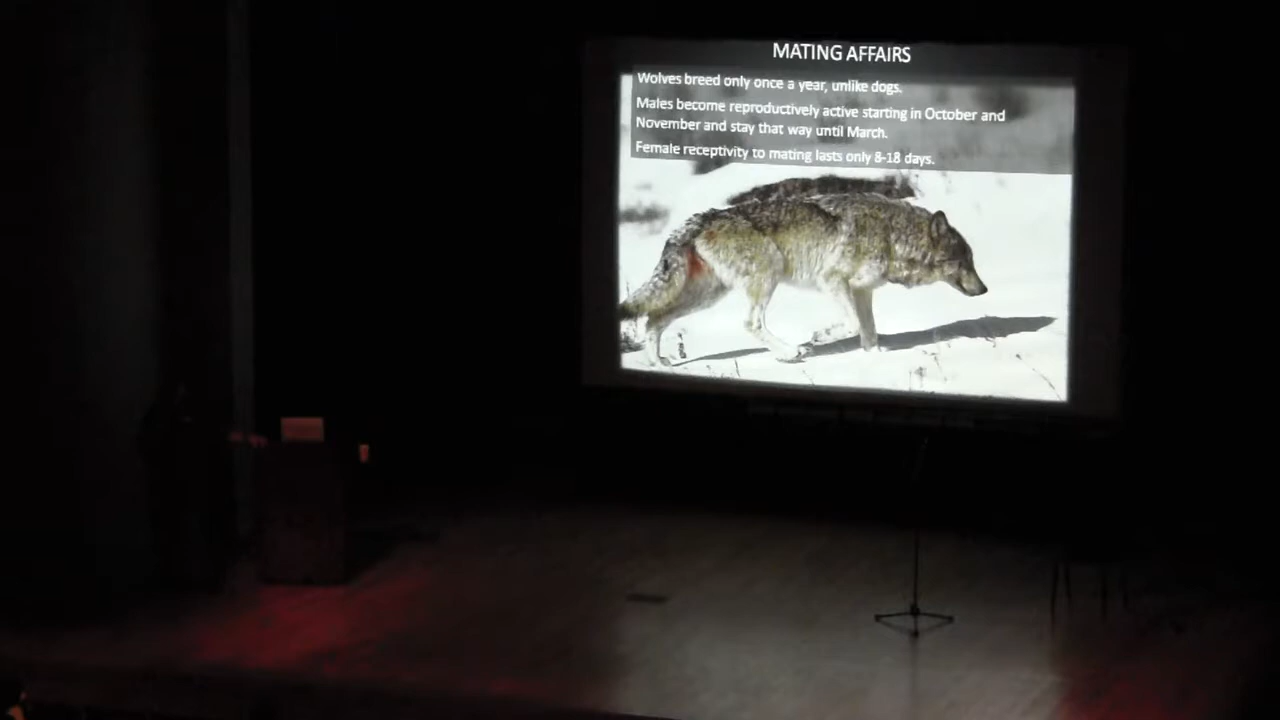 MATING AFFAIRS
Wolves breed only once a year, unlike dogs.
Males become reproductively active starting in October and
November and stay that way until March.
Female receptivity to mating lasts only 8-18 days.